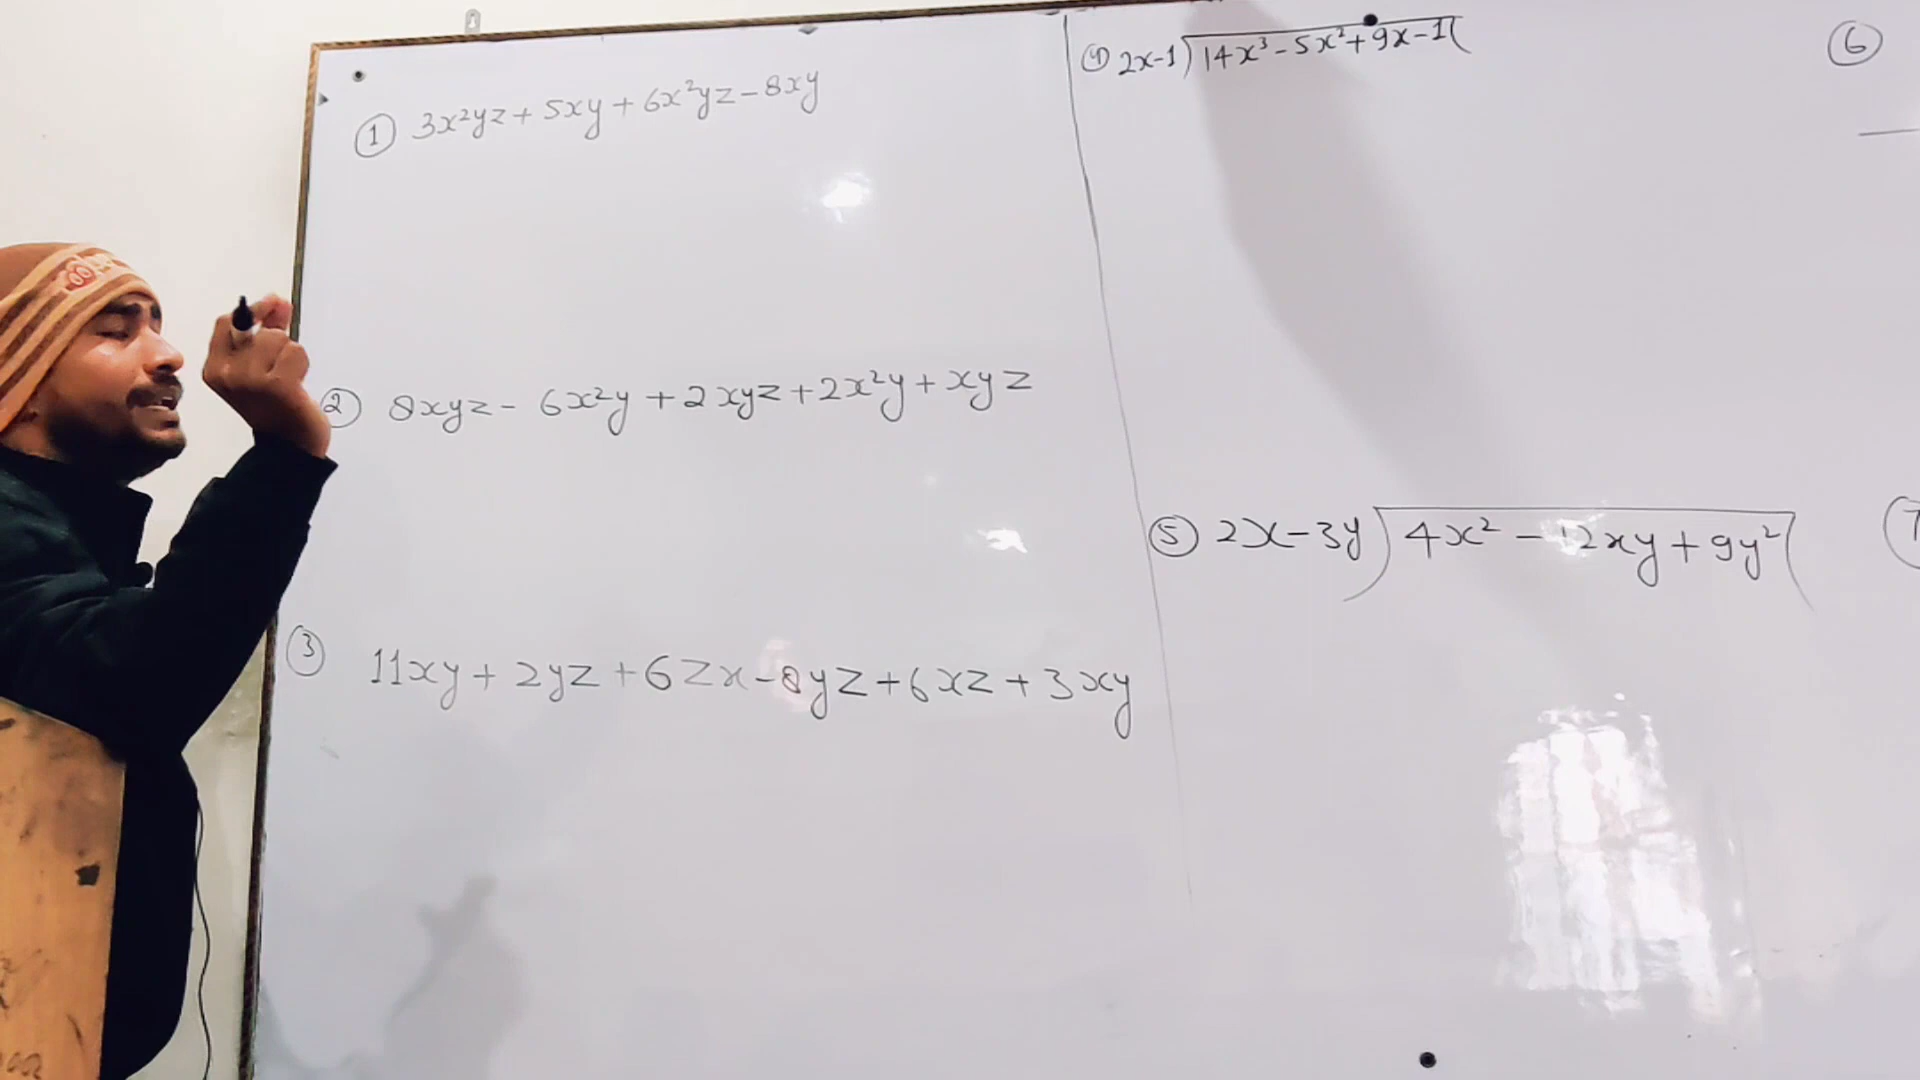 ① 3x²yz + 5xy + 6x²yz - 8xy
② 8xyz - 6x²y + 2xyz + 2x²y + xyz
③ 11xy + 2yz + 6zx - 8yz + 6xz + 3xy
④ 2x-1 ) 14x³ - 5x² + 9x - 1 (
⑤ 2x-3y ) 4x² - 12xy + 9y² (
⑥
⑦